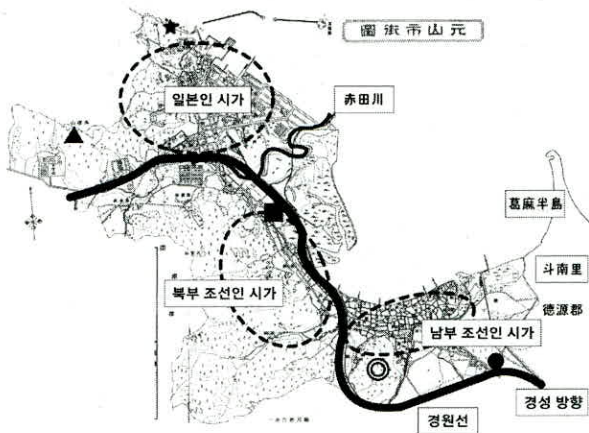 元山市街圖
일본인 시가
赤田川
葛麻半島
斗南里
북부 조선인 시가
德源郡
남부 조선인 시가
경원선
경성 방향